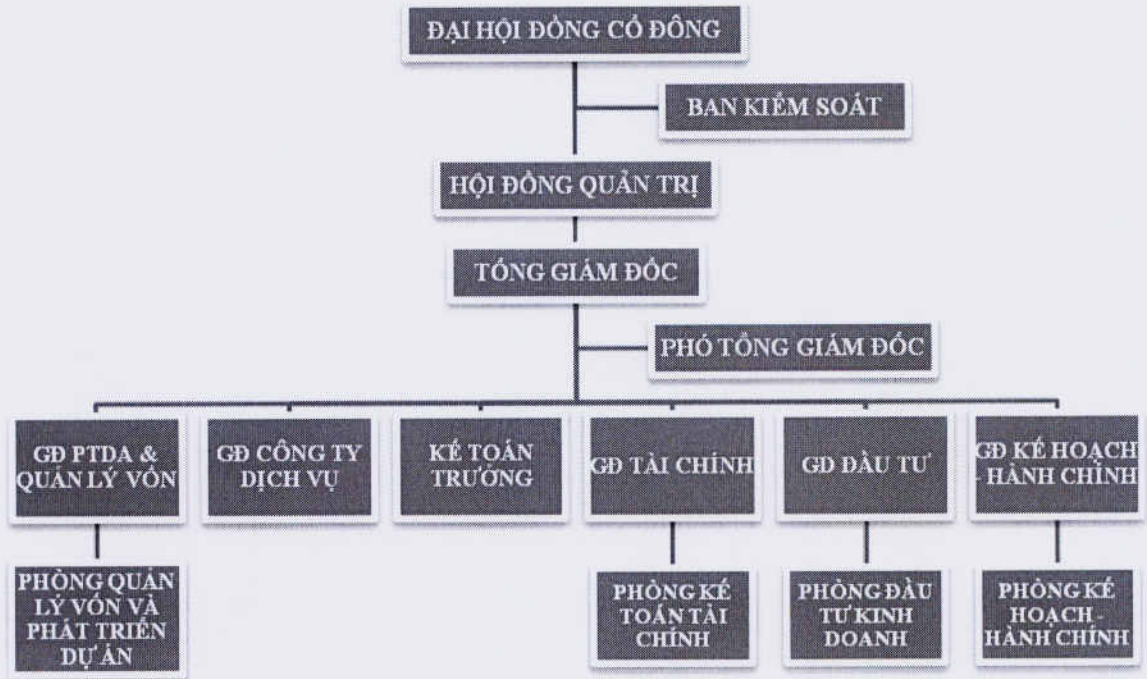 ĐẠI HỘI ĐỒNG CỔ ĐÔNG
BAN KIỂM SOÁT
HỘI ĐỒNG QUẢN TRỊ
TỔNG GIÁM ĐỐC
PHÓ TỔNG GIÁM ĐỐC
GĐ PTDA &
QUẢN LÝ VỐN
GĐ CÔNG TY
DỊCH VỤ
KẾ TOÁN
TRƯỞNG
GĐ TÀI CHÍNH
GĐ ĐẦU TƯ
GĐ KẾ HOẠCH
- HÀNH CHÍNH
PHÒNG QUẢN
LÝ VỐN VÀ
PHÁT TRIỂN
DỰ ÁN
PHÒNG KẾ
TOÁN TÀI
CHÍNH
PHÒNG ĐẦU
TƯ KINH
DOANH
PHÒNG KẾ
HOẠCH -
HÀNH CHÍNH